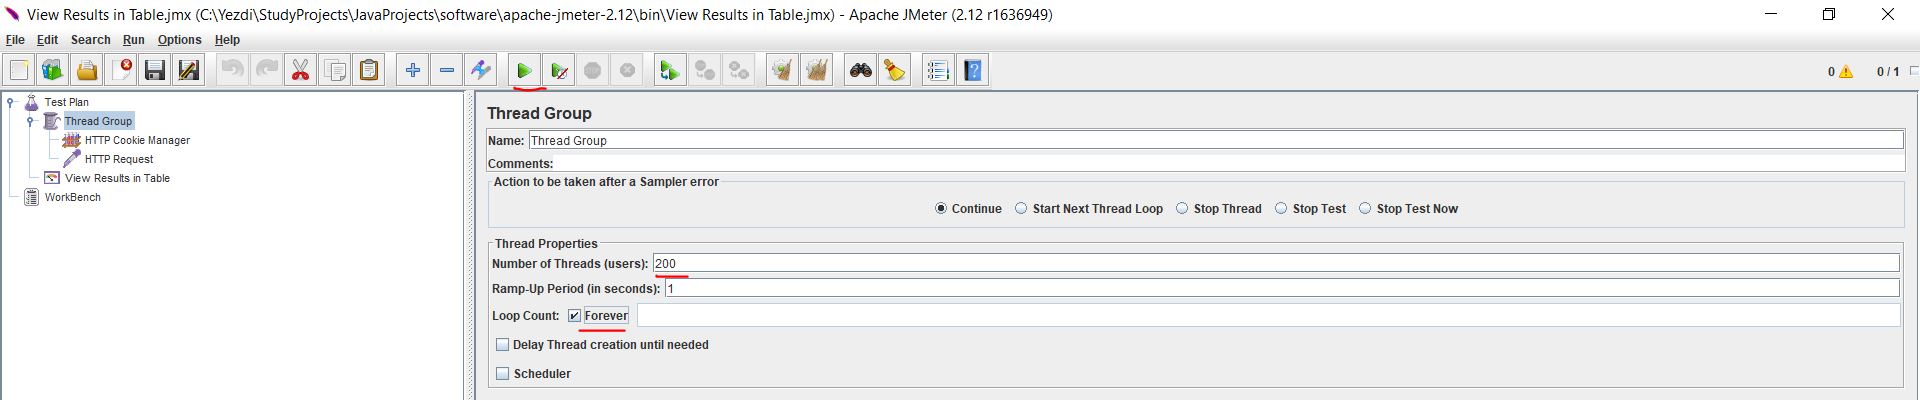 View Results in Table.jmx (C:\Yezdi\StudyProjects\JavaProjects\software\apache-jmeter-2.12\bin\View Results in Table.jmx) - Apache JMeter (2.12 r1636949)
File Edit Search Run Options Help
0 0 / 1
Test Plan
Thread Group
HTTP Cookie Manager
HTTP Request
View Results in Table
WorkBench
Thread Group
Name: Thread Group
Comments:
Action to be taken after a Sampler error
Continue Start Next Thread Loop Stop Thread Stop Test Stop Test Now
Thread Properties
Number of Threads (users): 200
Ramp-Up Period (in seconds): 1
Loop Count: Forever
Delay Thread creation until needed
Scheduler